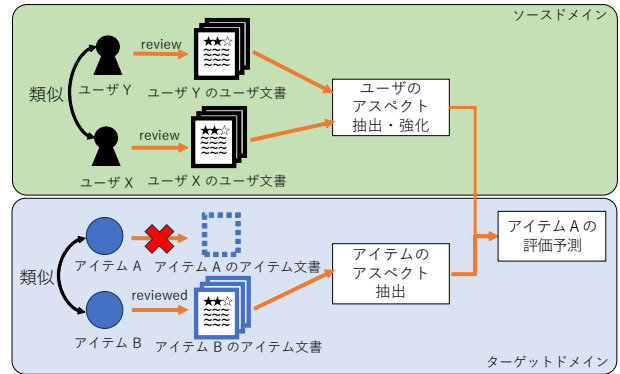 ソースドメイン
review
ユーザ Y
ユーザ Y のユーザ文書
類似
review
ユーザ X
ユーザ X のユーザ文書
ユーザの
アスペクト
抽出・強化
アイテム A
アイテム A のアイテム文書
類似
reviewed
アイテム B
アイテム B のアイテム文書
アイテムの
アスペクト
抽出
アイテム A の
評価予測
ターゲットドメイン